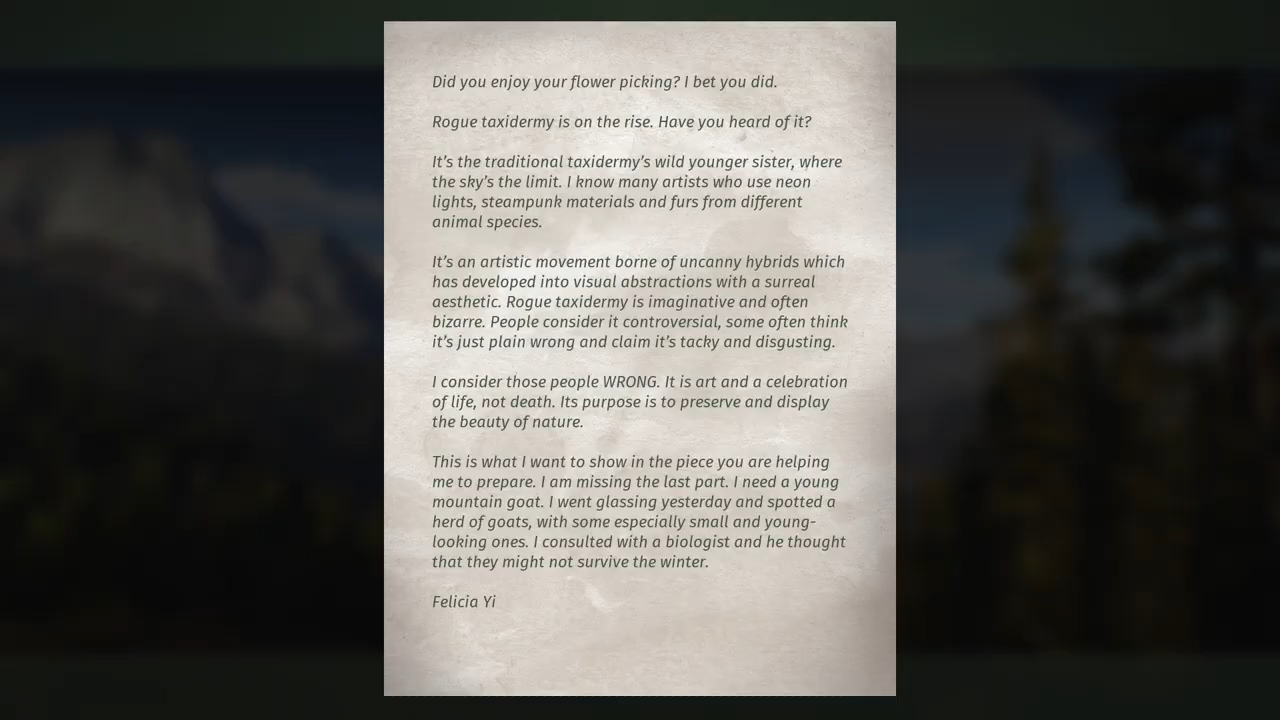 Did you enjoy your flower picking? I bet you did.
Rogue taxidermy is on the rise. Have you heard of it?
It’s the traditional taxidermy’s wild younger sister, where
the sky’s the limit. I know many artists who use neon
lights, steampunk materials and furs from different
animal species.
It’s an artistic movement borne of uncanny hybrids which
has developed into visual abstractions with a surreal
aesthetic. Rogue taxidermy is imaginative and often
bizarre. People consider it controversial, some often think
it’s just plain wrong and claim it’s tacky and disgusting.
I consider those people WRONG. It is art and a celebration
of life, not death. Its purpose is to preserve and display
the beauty of nature.
This is what I want to show in the piece you are helping
me to prepare. I am missing the last part. I need a young
mountain goat. I went glassing yesterday and spotted a
herd of goats, with some especially small and young-
looking ones. I consulted with a biologist and he thought
that they might not survive the winter.
Felicia Yi